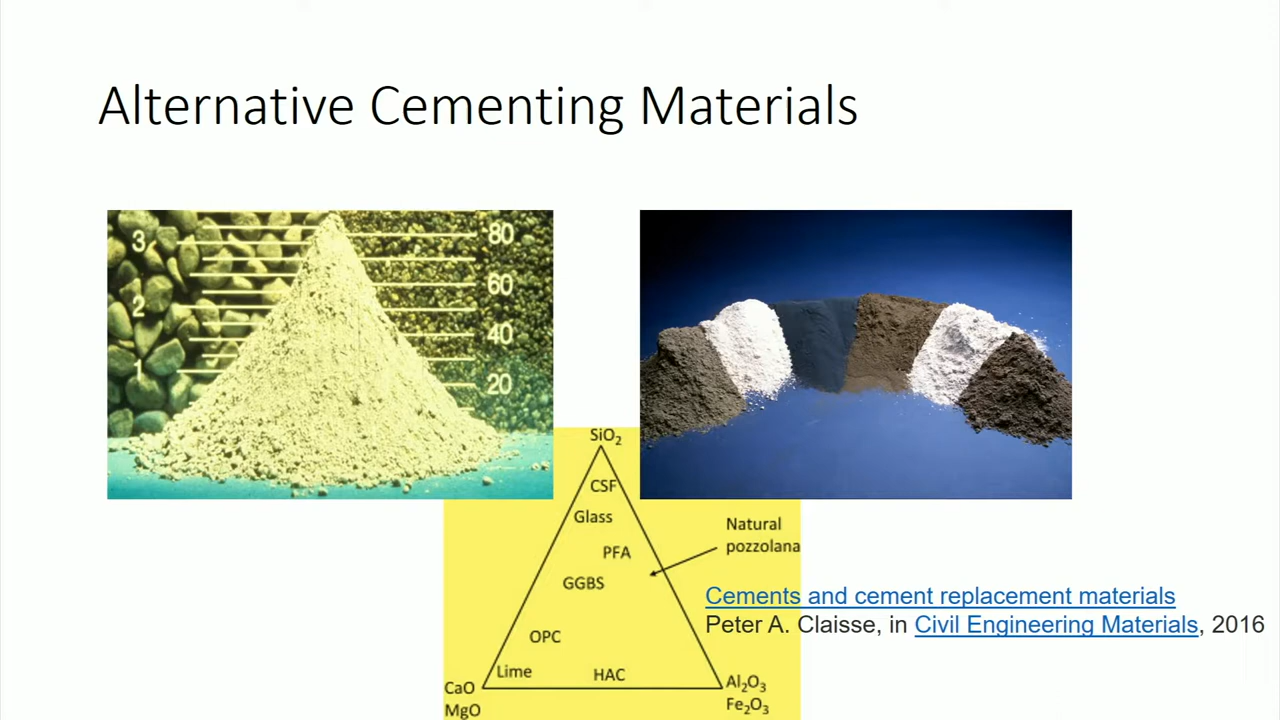 Alternative Cementing Materials
3
2
1
80
60
40
20
SiO₂
CSF
Glass
PFA
GGBS
OPC
Lime
HAC
CaO
MgO
Al₂O₃
Fe₂O₃
Natural
pozzolana
Cements and cement replacement materials
Peter A. Claisse, in Civil Engineering Materials, 2016